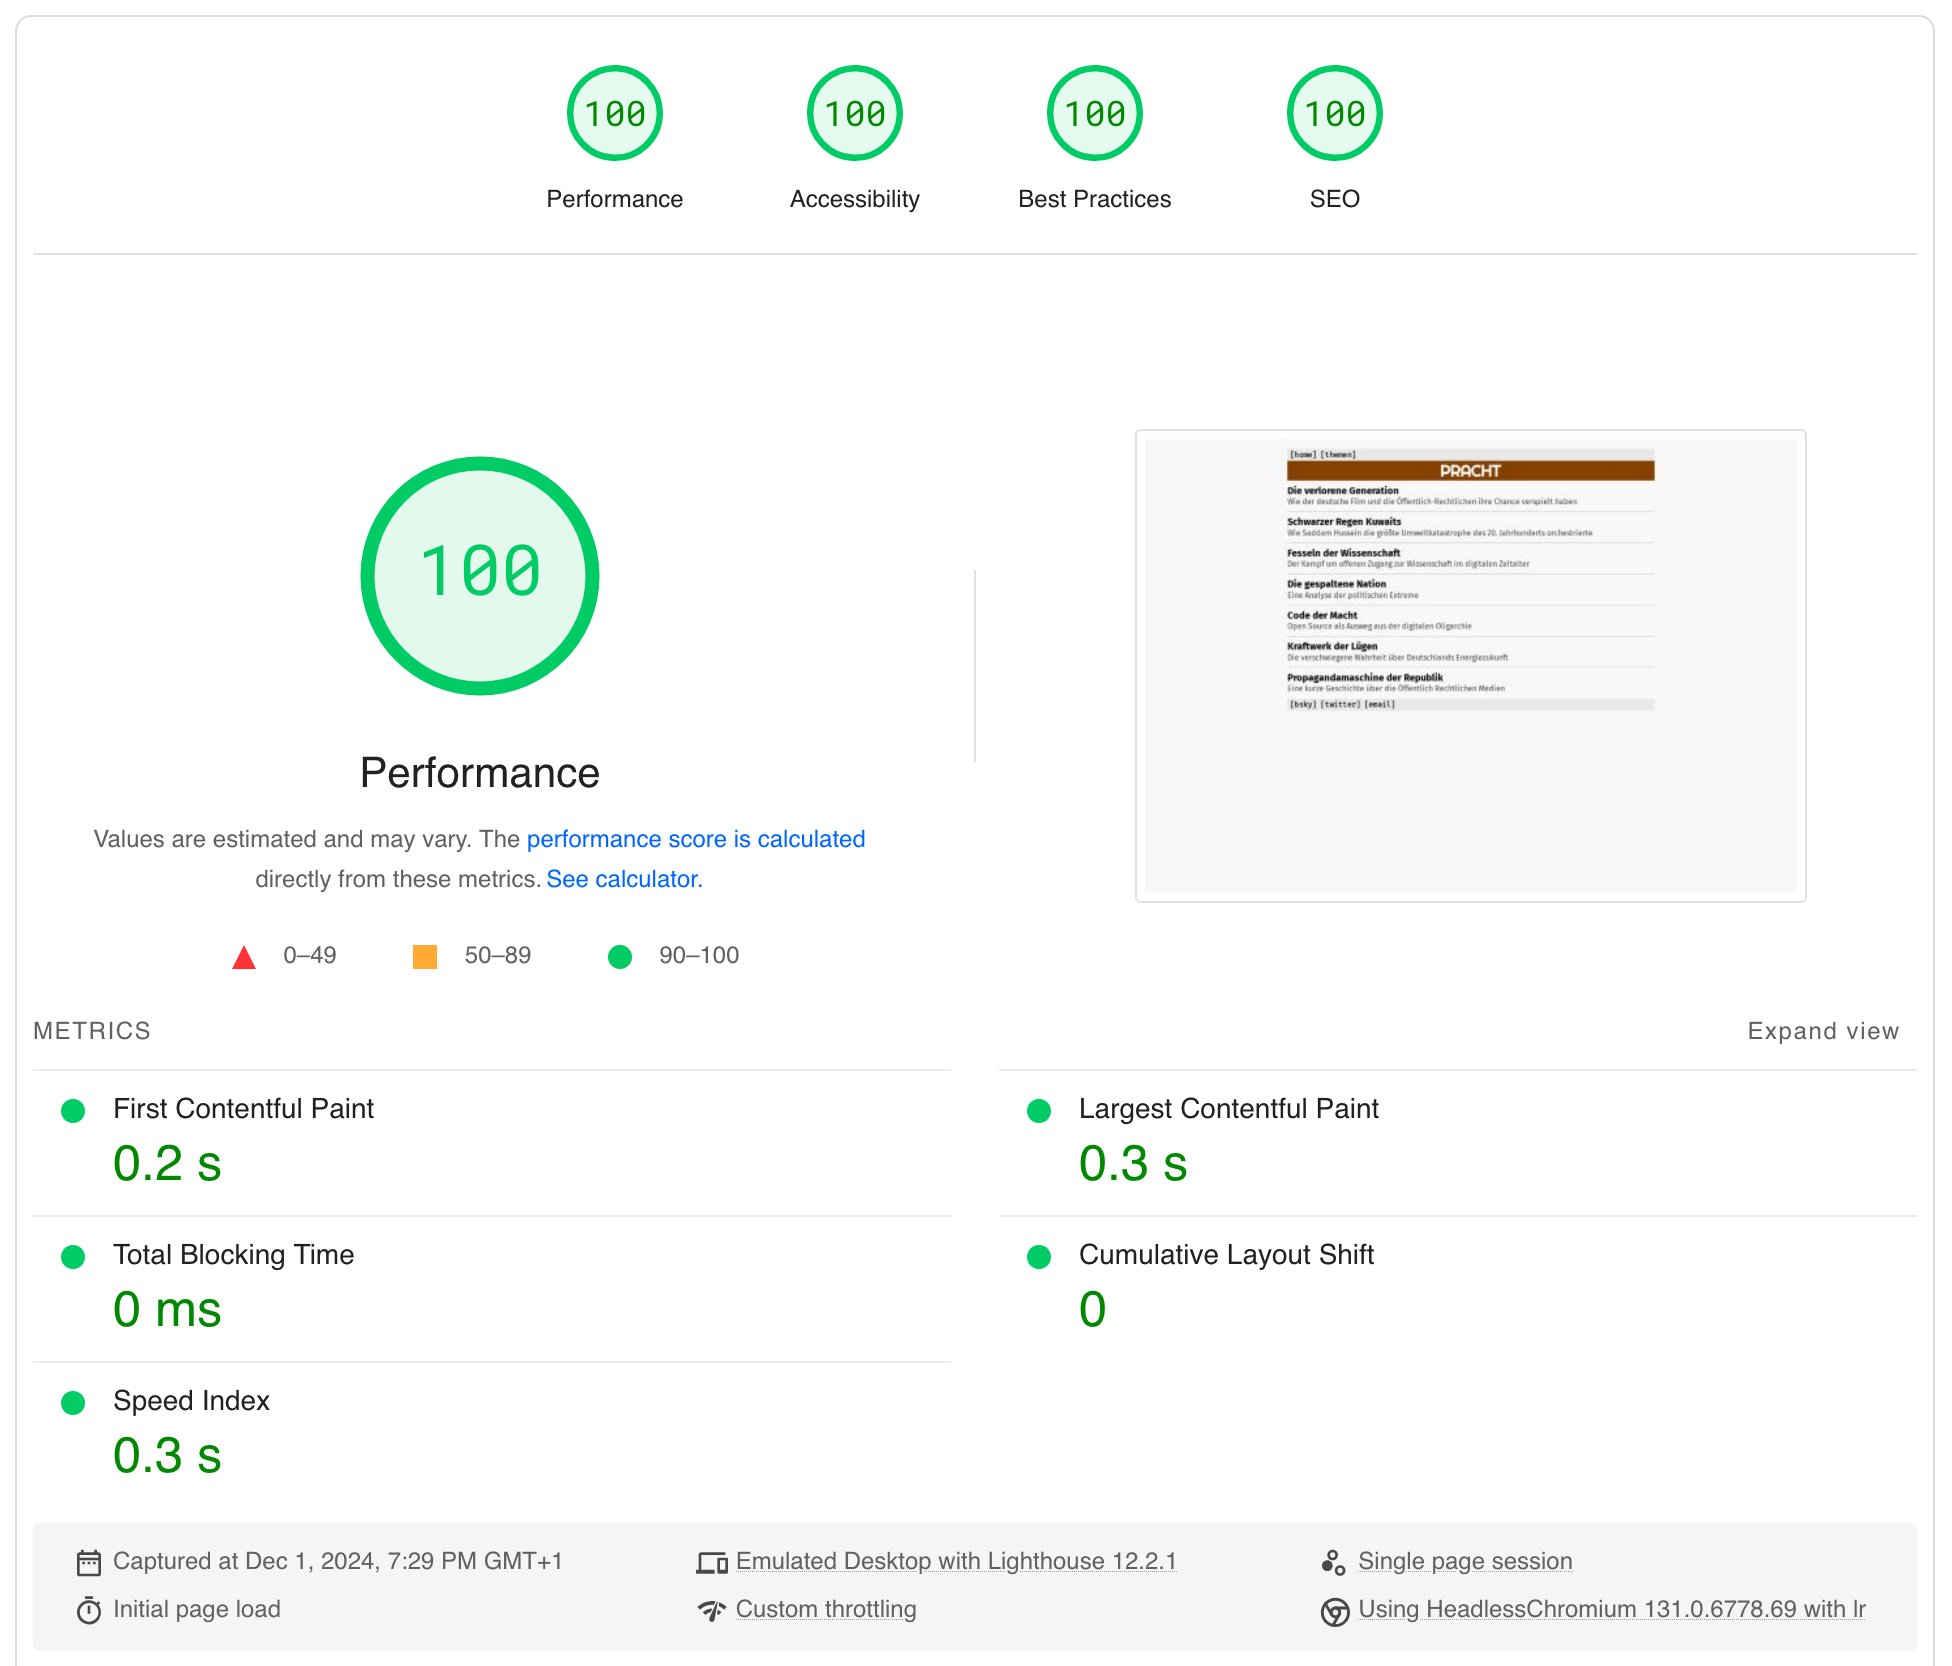 100
100
100
100
Performance
Accessibility
Best Practices
SEO
100
Performance
Values are estimated and may vary. The performance score is calculated
directly from these metrics. See calculator.
0–49
50–89
90–100
[home] [themen]
PRACHT
Die verlorene Generation
Wie der deutsche Film und die Öffentlich-Rechtlichen ihre Chance verspielt haben
Schwarzer Regen Kuwaits
Wie Saddam Hussein die größte Umweltkatastrophe des 20. Jahrhunderts orchestrierte
Fesseln der Wissenschaft
Der Kampf um offenen Zugang zur Wissenschaft im digitalen Zeitalter
Die gespaltene Nation
Eine Analyse der politischen Extreme
Code der Macht
Open Source als Ausweg aus der digitalen Oligarchie
Kraftwerk der Lügen
Die verschwiegene Wahrheit über Deutschlands Energiezukunft
Propagandamaschine der Republik
Eine kurze Geschichte über die Öffentlich Rechtlichen Medien
[bsky] [twitter] [email]
METRICS
Expand view
First Contentful Paint
0.2 s
Largest Contentful Paint
0.3 s
Total Blocking Time
0 ms
Cumulative Layout Shift
0
Speed Index
0.3 s
Captured at Dec 1, 2024, 7:29 PM GMT+1
Emulated Desktop with Lighthouse 12.2.1
Single page session
Initial page load
Custom throttling
Using HeadlessChromium 131.0.6778.69 with lr